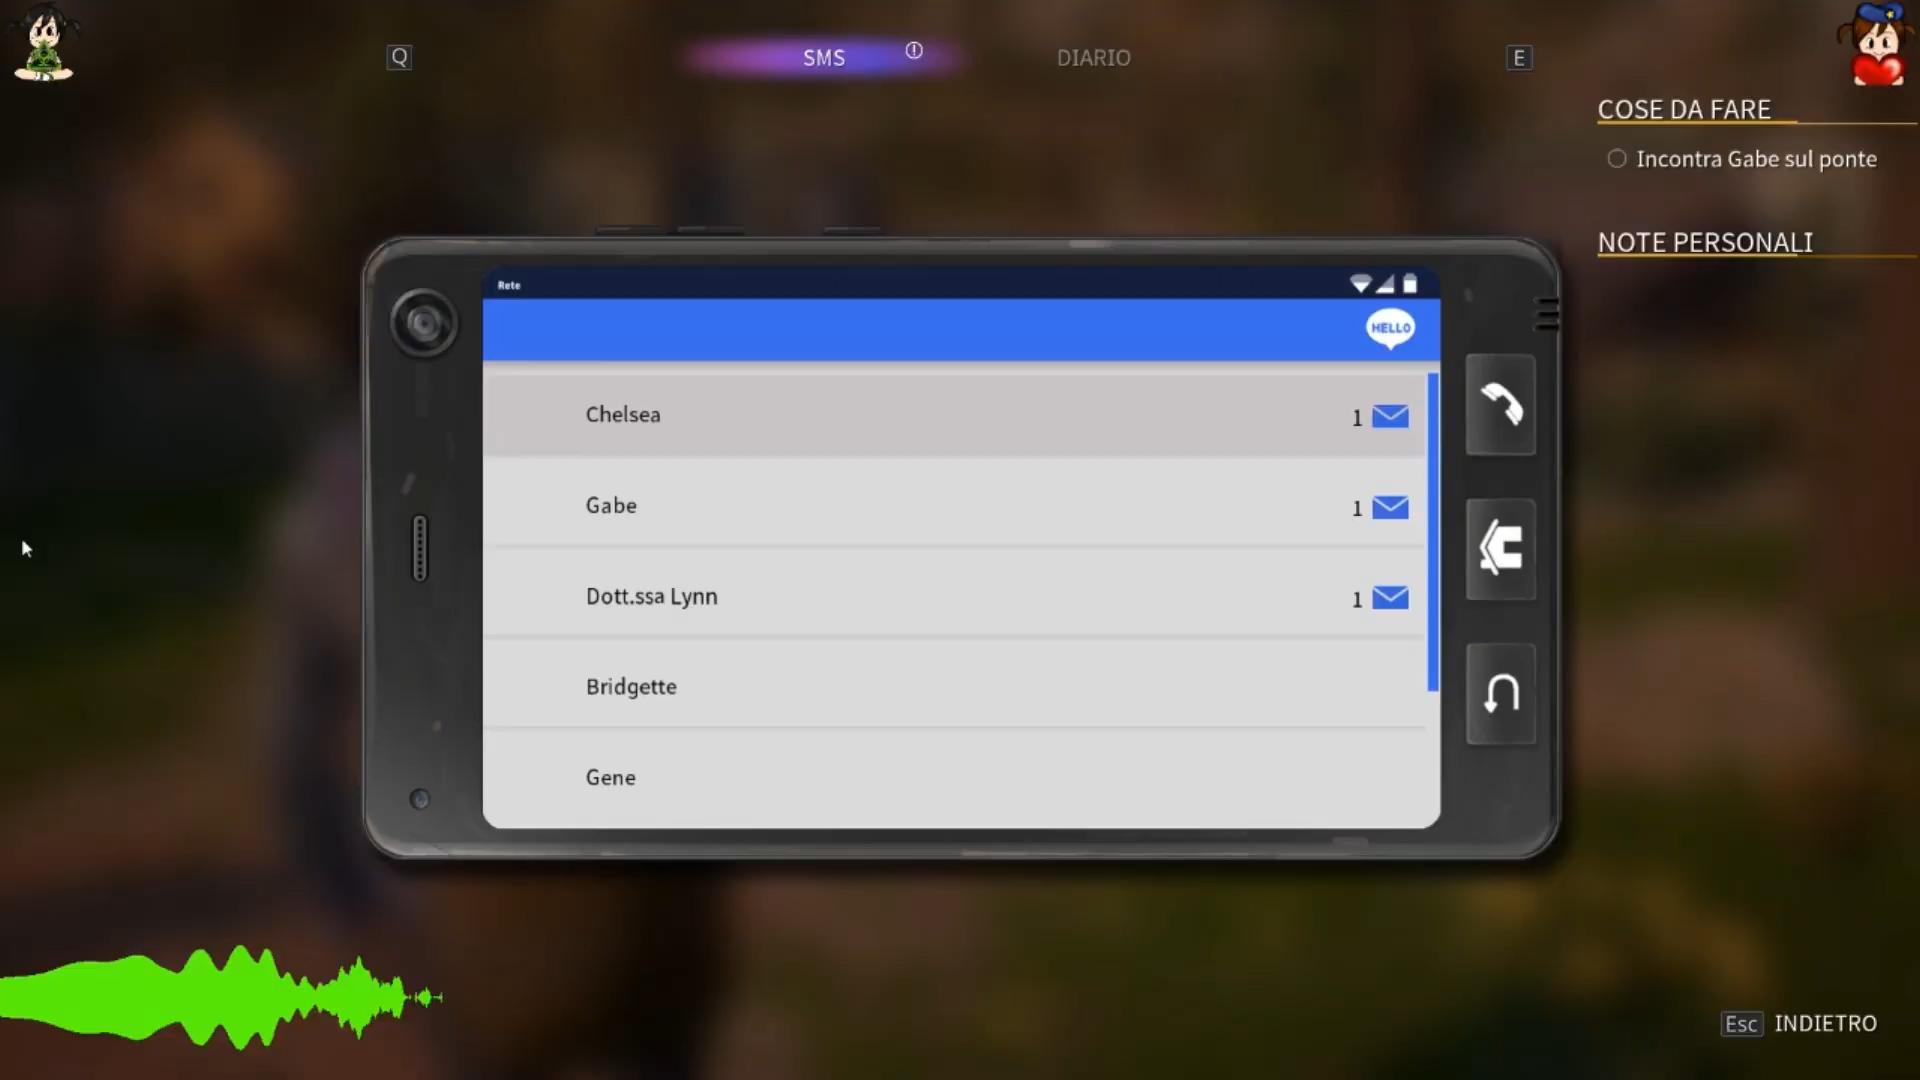 Q
SMS
DIARIO
E
COSE DA FARE
Incontra Gabe sul ponte
NOTE PERSONALI
Rete
HELLO
Chelsea 1
Gabe 1
Dott.ssa Lynn 1
Bridgette
Gene
Esc INDIETRO